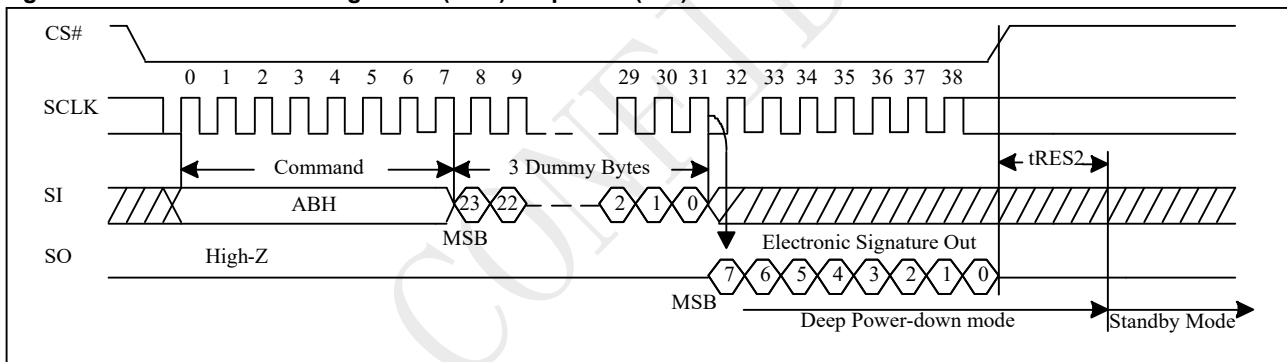 CS#
0 1 2 3 4 5 6 7 8 9 29 30 31 32 33 34 35 36 37 38
SCLK
Command 3 Dummy Bytes tRES2
SI ABH 23 22 2 1 0
MSB
SO High-Z Electronic Signature Out
7 6 5 4 3 2 1 0
MSB
Deep Power-down mode Standby Mode